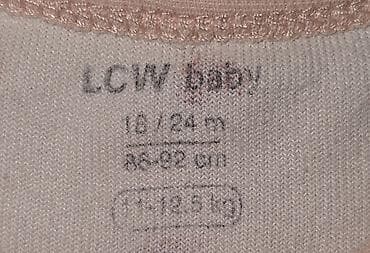 LCW baby
18 / 24 m
86-92 cm
11-12.5 kg